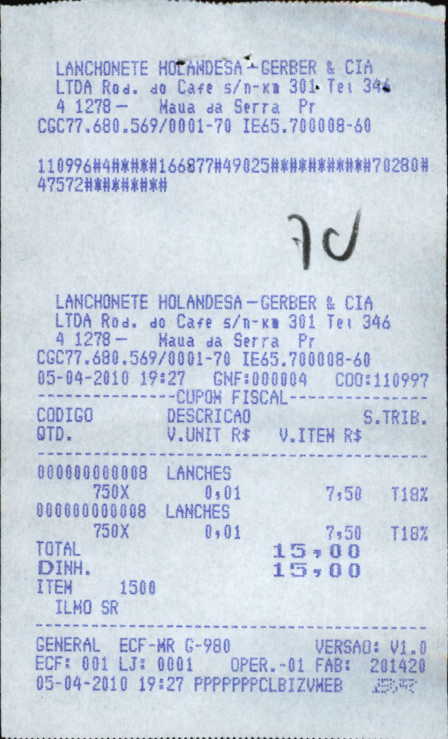 LANCHONETE HOLANDESA-GERBER & CIA
LTDA Rod. do Cafe s/n-km 301 Tel 346
4 1278- Maua da Serra Pr
CGC77.680.569/0001-70 IE65.700008-60
110996#4#*#*#166877#49025#*#*#*#*#*#70280#
47572#*#*#*#*#
LANCHONETE HOLANDESA-GERBER & CIA
LTDA Rod. do Cafe s/n-km 301 Tel 346
4 1278- Maua da Serra Pr
CGC77.680.569/0001-70 IE65.700008-60
05-04-2010 19:27 GNF:000004 COO:110997
----------------CUPOM FISCAL----------------
CODIGO DESCRICAO S.TRIB.
QTD. V.UNIT R$ V.ITEM R$
000000000008 LANCHES
750X 0,01 7,50 T18%
000000000008 LANCHES
750X 0,01 7,50 T18%
TOTAL 15,00
DINH. 15,00
ITEM 1500
ILMO SR
GENERAL ECF-MR G-980 VERSAO: V1.0
ECF: 001 LJ: 0001 OPER.-01 FAB: 201420
05-04-2010 19:27 PPPPPPPCLBIZVMEB